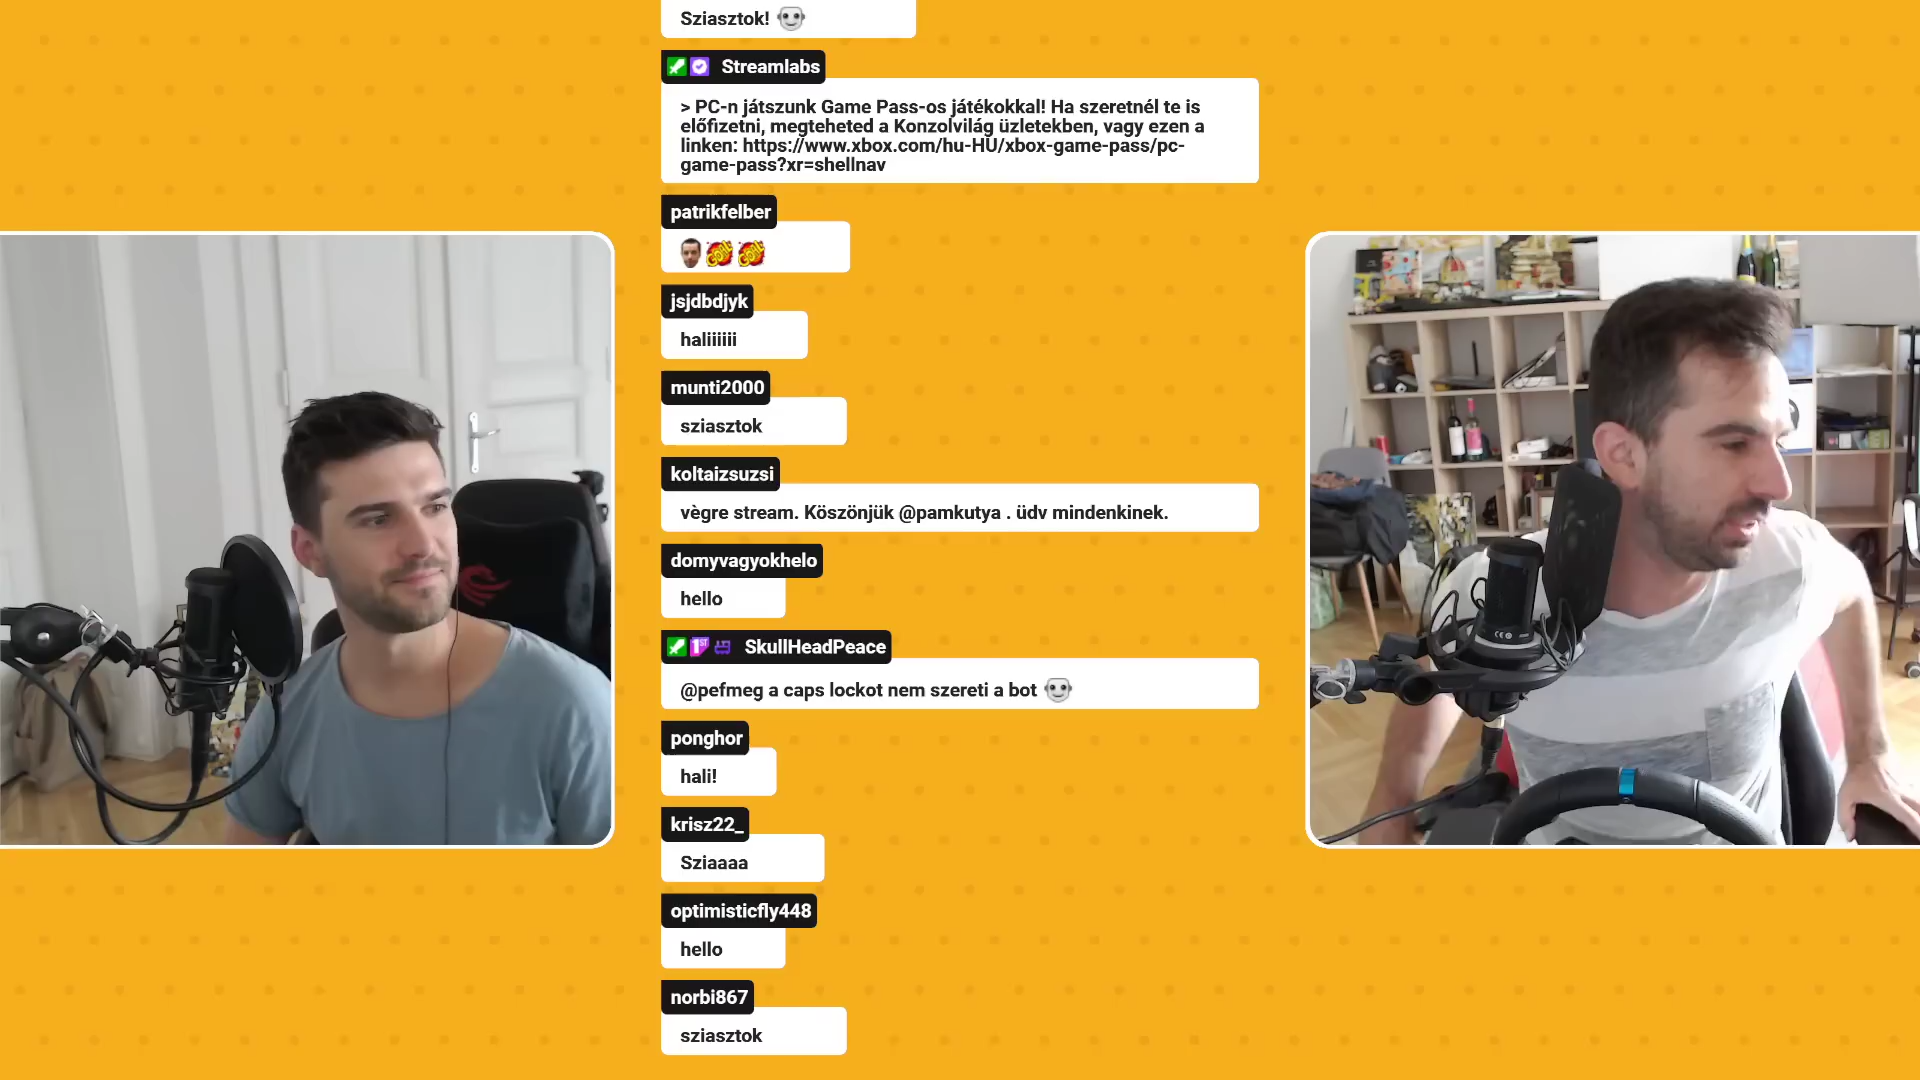 Sziasztok!
Streamlabs
> PC-n játszunk Game Pass-os játékokkal! Ha szeretnél te is
előfizetni, megteheted a Konzolvilág üzletekben, vagy ezen a
linken: https://www.xbox.com/hu-HU/xbox-game-pass/pc-
game-pass?xr=shellnav
patrikfelber
jsjdbdjyk
haliiiiii
munti2000
sziasztok
koltaizsuzsi
vègre stream. Köszönjük @pamkutya . üdv mindenkinek.
domyvagyokhelo
hello
1ST SkullHeadPeace
@pefmeg a caps lockot nem szereti a bot
ponghor
hali!
krisz22_
Sziaaaa
optimisticfly448
hello
norbi867
sziasztok